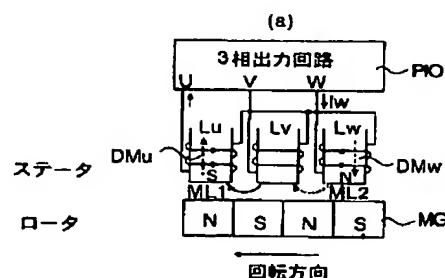 (a)
3相出力回路
PIO
U V W
Iw
Lu Lv Lw
DMu
DMw
S N
ステータ
ML1 ML2
ロータ
N S N S
MG
回転方向